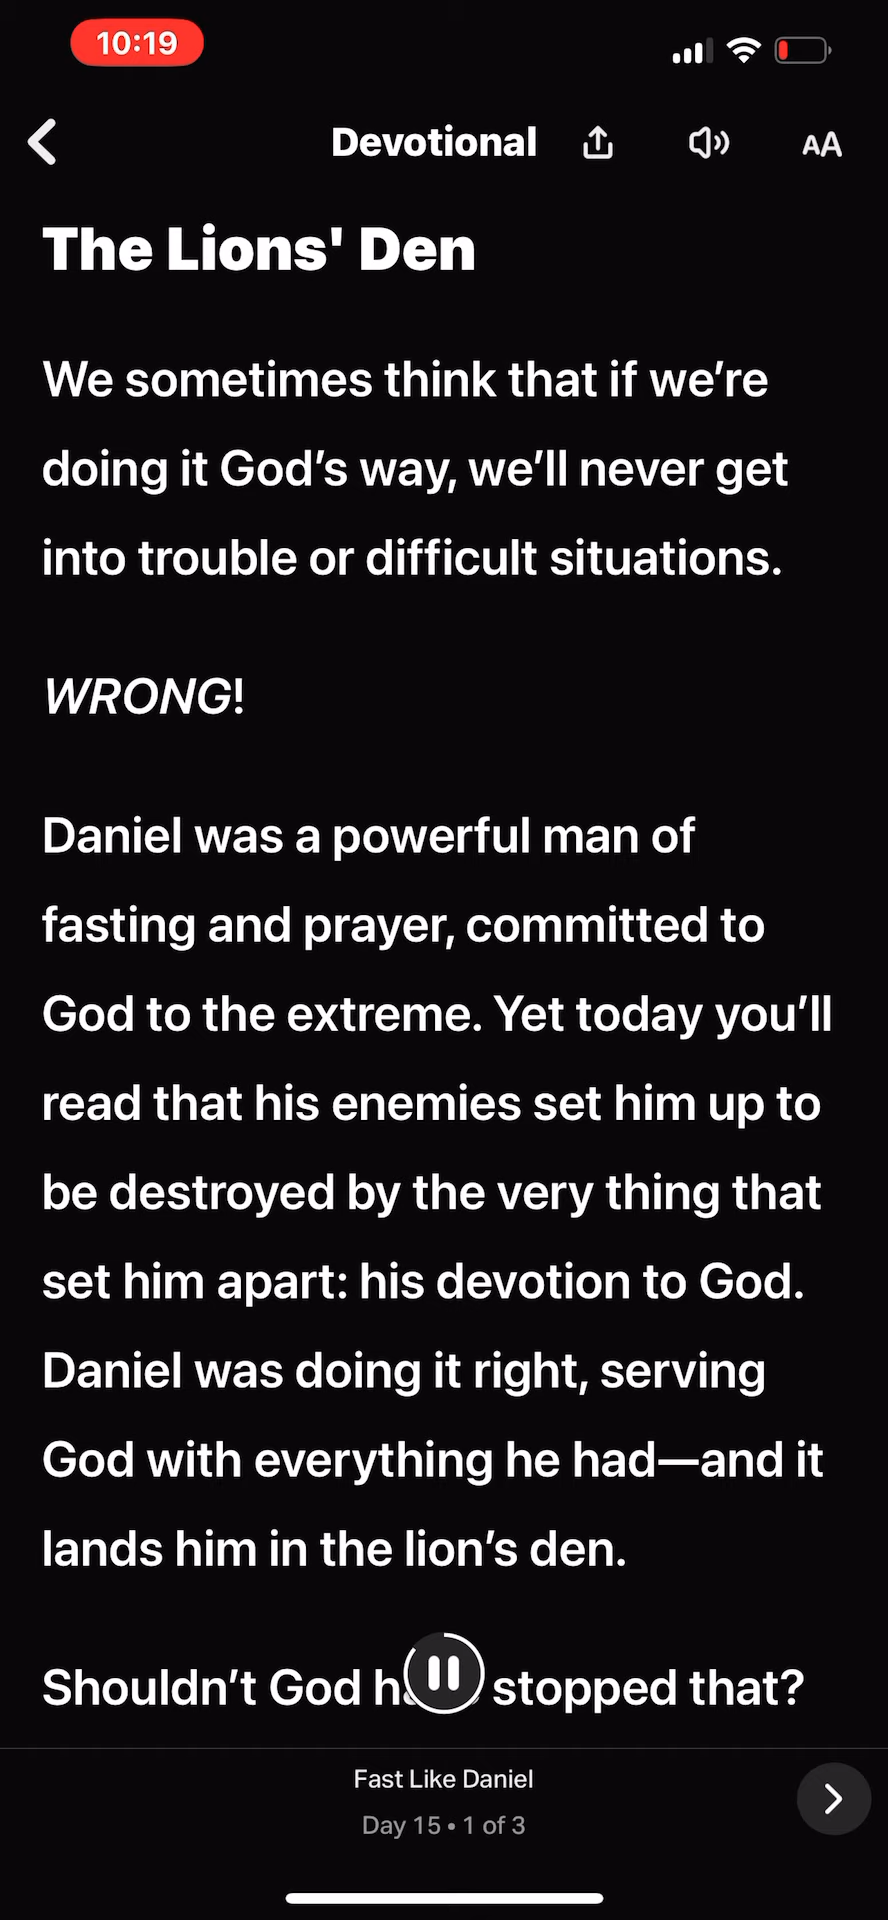 10:19
Devotional
AA
The Lions' Den
We sometimes think that if we’re
doing it God’s way, we’ll never get
into trouble or difficult situations.
WRONG!
Daniel was a powerful man of
fasting and prayer, committed to
God to the extreme. Yet today you’ll
read that his enemies set him up to
be destroyed by the very thing that
set him apart: his devotion to God.
Daniel was doing it right, serving
God with everything he had—and it
lands him in the lion’s den.
Shouldn’t God stopped that?
Fast Like Daniel
Day 15 • 1 of 3